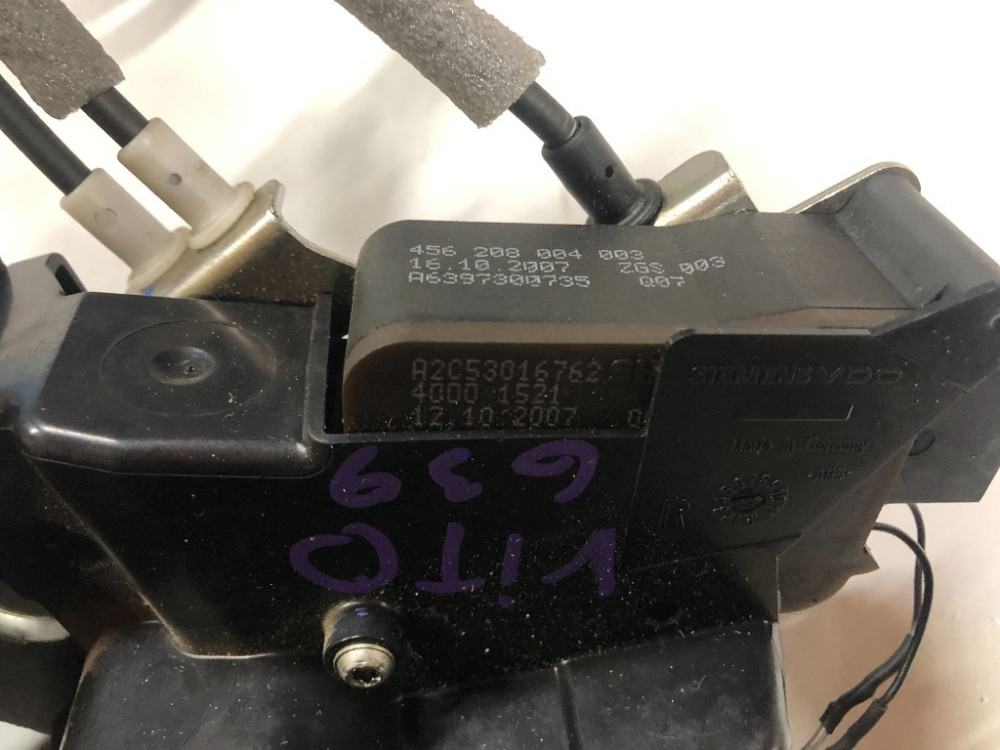 456 208 004 003
16.10.2007 ZGS 003
A6397300735 Q07
A2C53016762
4000 1521
12.10.2007
SIEMENS VDO
Made in Germany
R
VITO
639